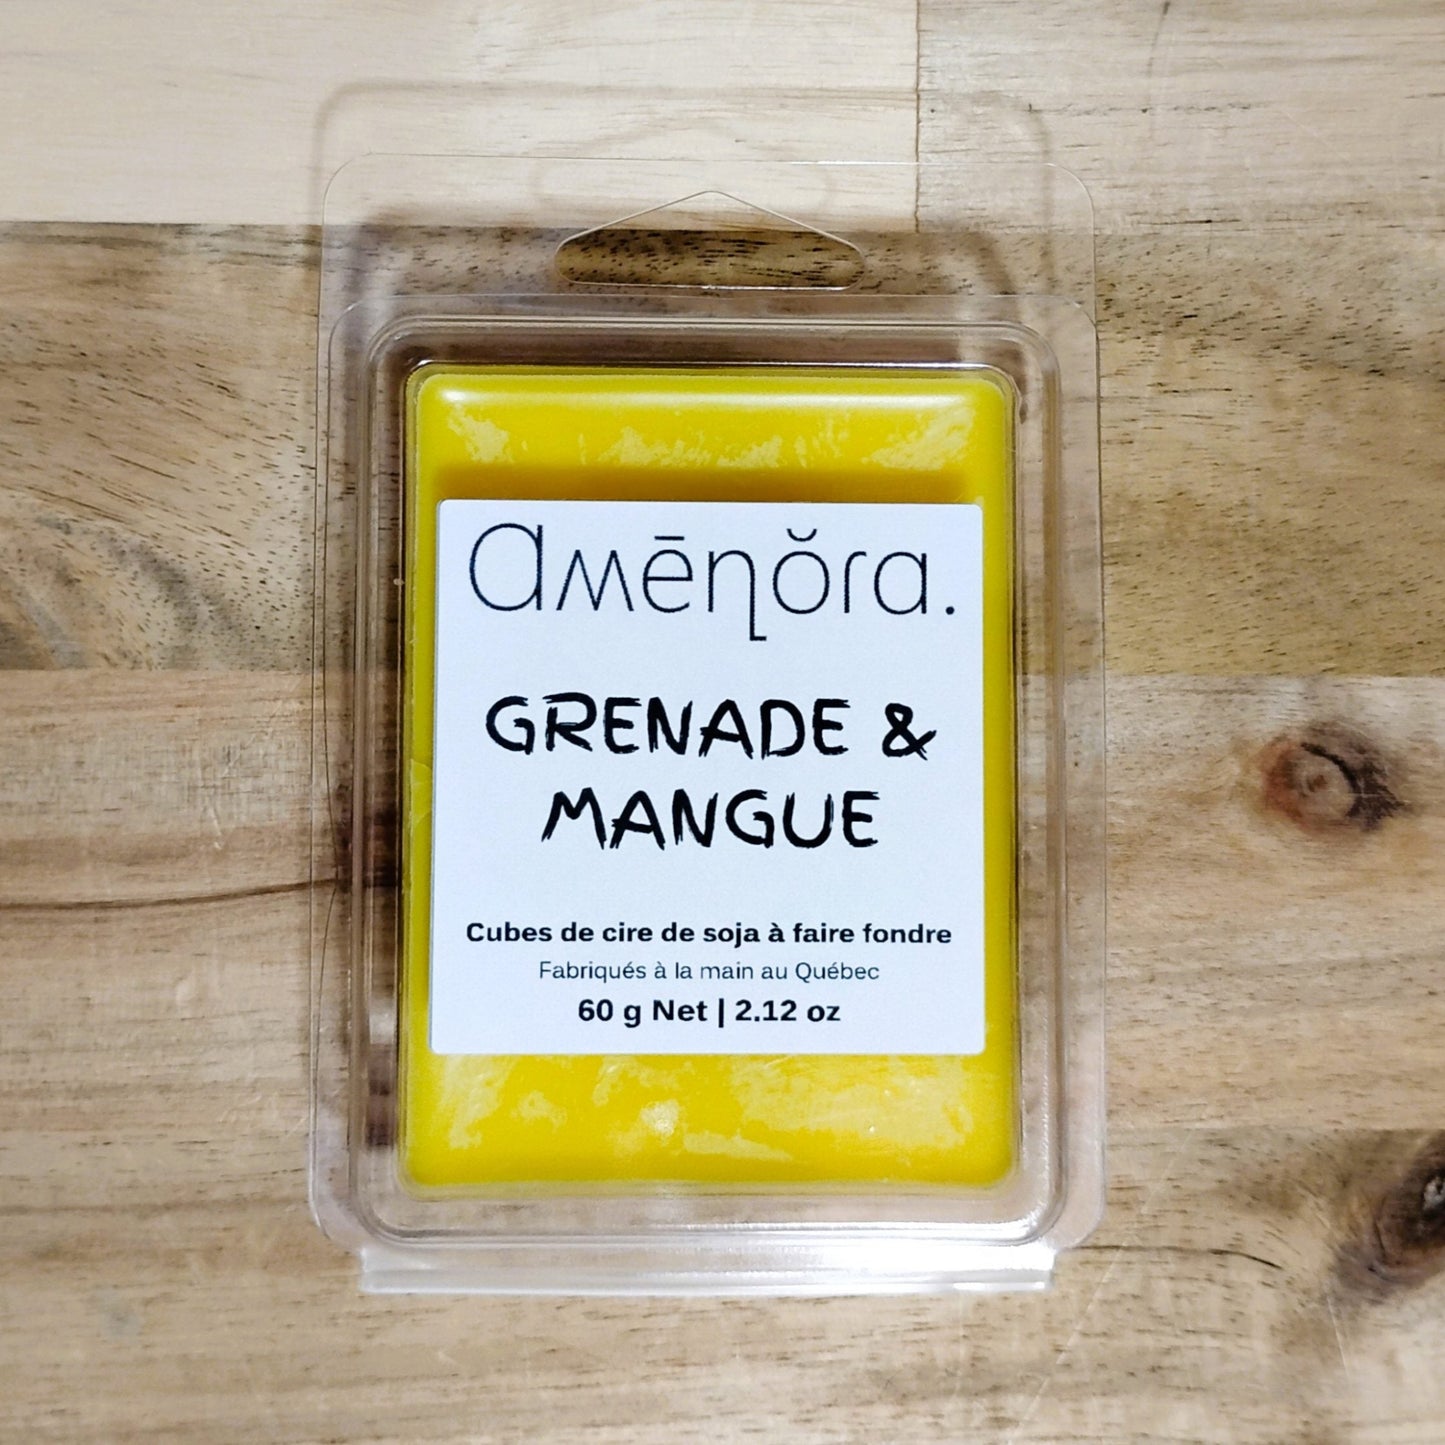 amēnŏra.
GRENADE &
MANGUE
Cubes de cire de soja à faire fondre
Fabriqués à la main au Québec
60 g Net | 2.12 oz